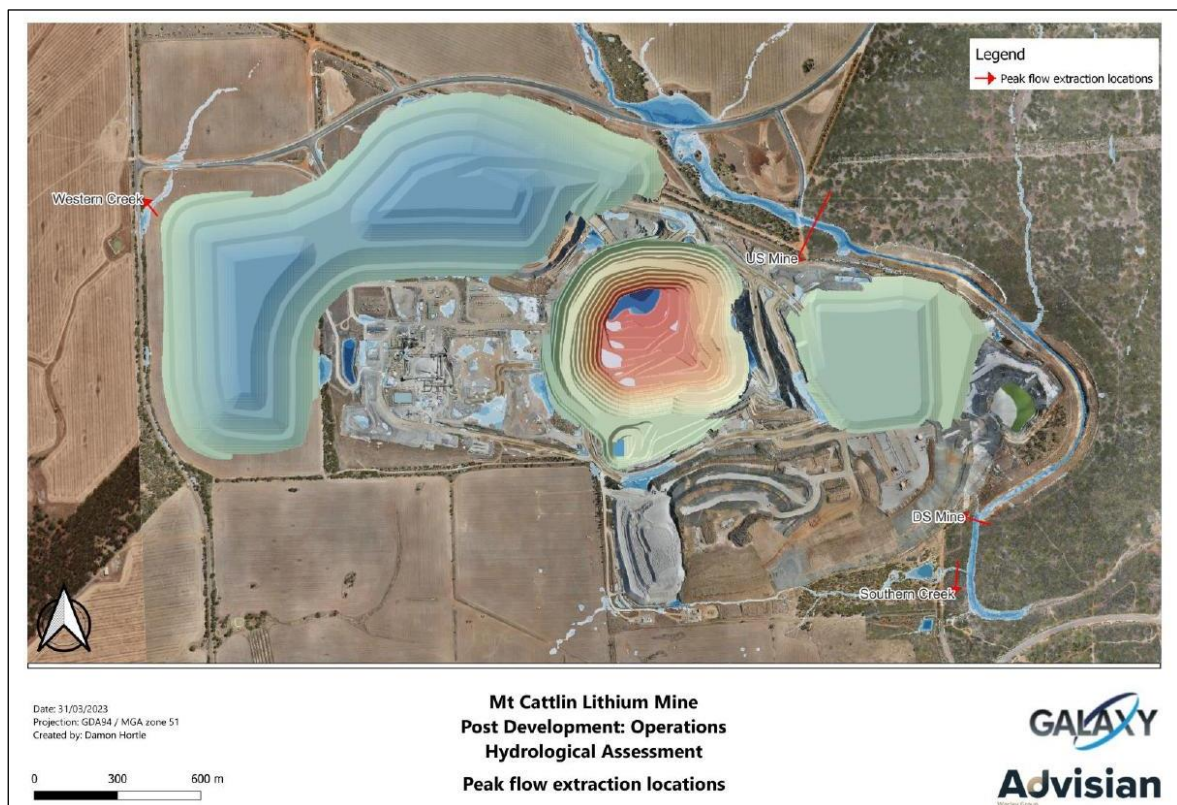 Legend
Peak flow extraction locations
Western Creek
US Mine
DS Mine
Southern Creek
Date: 31/03/2023
Projection: GDA94 / MGA zone 51
Created by: Damon Hortle
0 300 600 m
Mt Cattlin Lithium Mine
Post Development: Operations
Hydrological Assessment
Peak flow extraction locations
GALAXY
Advisian